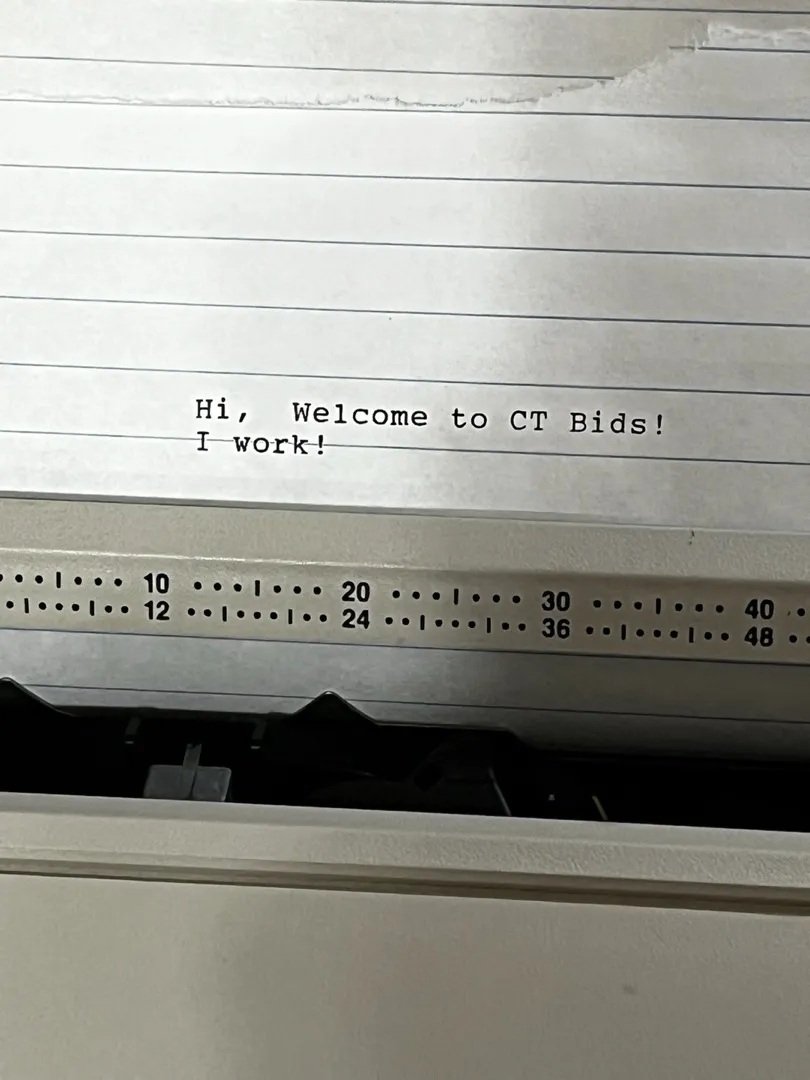 Hi,  Welcome to CT Bids!
I work!
10 20 30 40
12 24 36 48